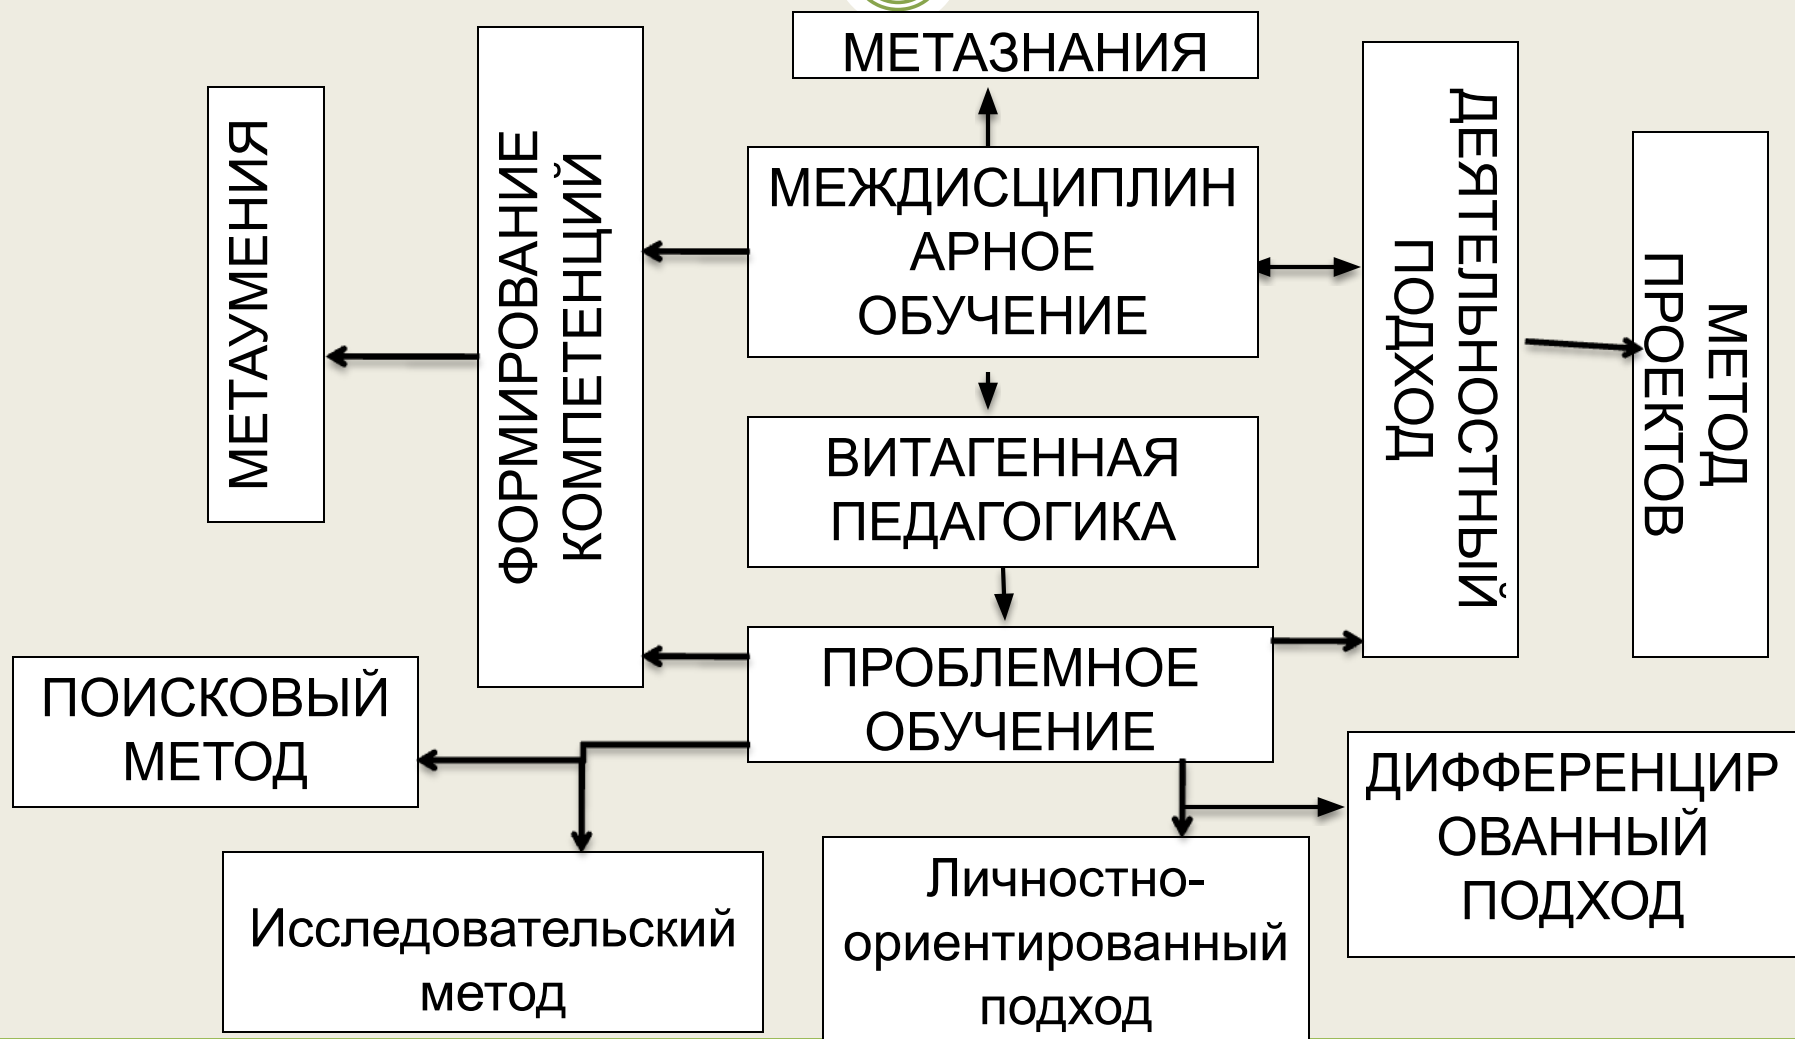 МЕТАЗНАНИЯ
МЕТАУМЕНИЯ
ФОРМИРОВАНИЕ
КОМПЕТЕНЦИЙ
МЕЖДИСЦИПЛИН
АРНОЕ
ОБУЧЕНИЕ
ДЕЯТЕЛЬНОСТНЫЙ
ПОДХОД
МЕТОД
ПРОЕКТОВ
ВИТАГЕННАЯ
ПЕДАГОГИКА
ПРОБЛЕМНОЕ
ОБУЧЕНИЕ
ПОИСКОВЫЙ
МЕТОД
ДИФФЕРЕНЦИР
ОВАННЫЙ
ПОДХОД
Исследовательский
метод
Личностно-
ориентированный
подход